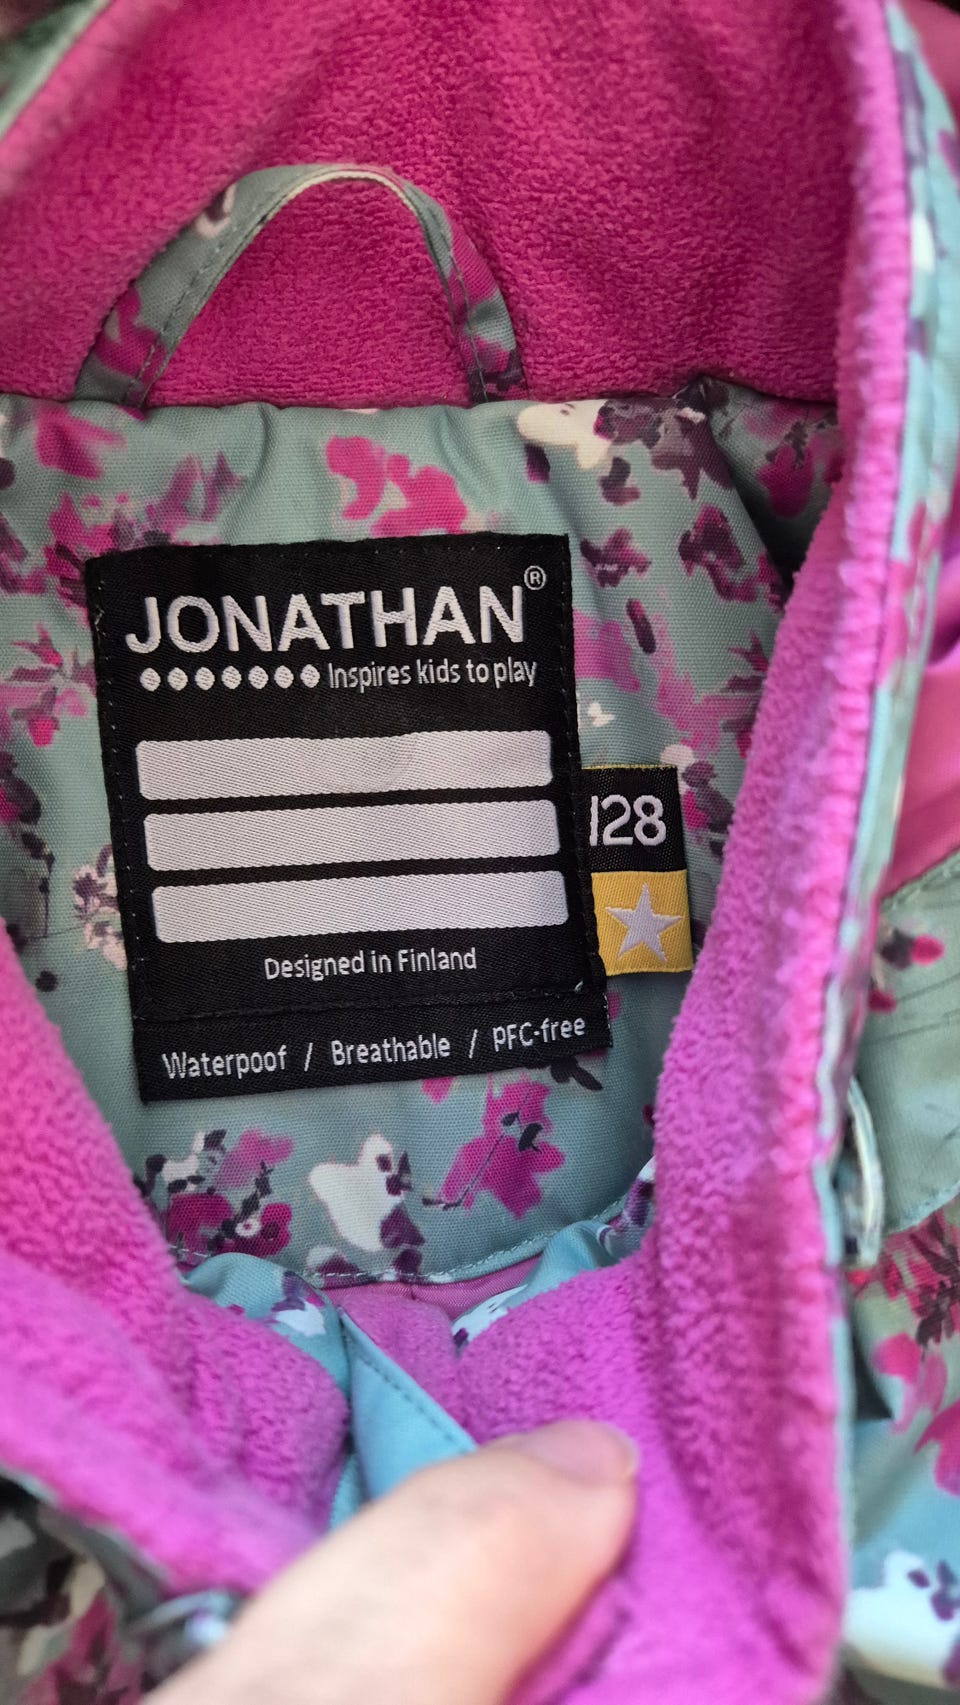 JONATHAN®
Inspires kids to play
128
Designed in Finland
Waterpoof / Breathable / PFC-free